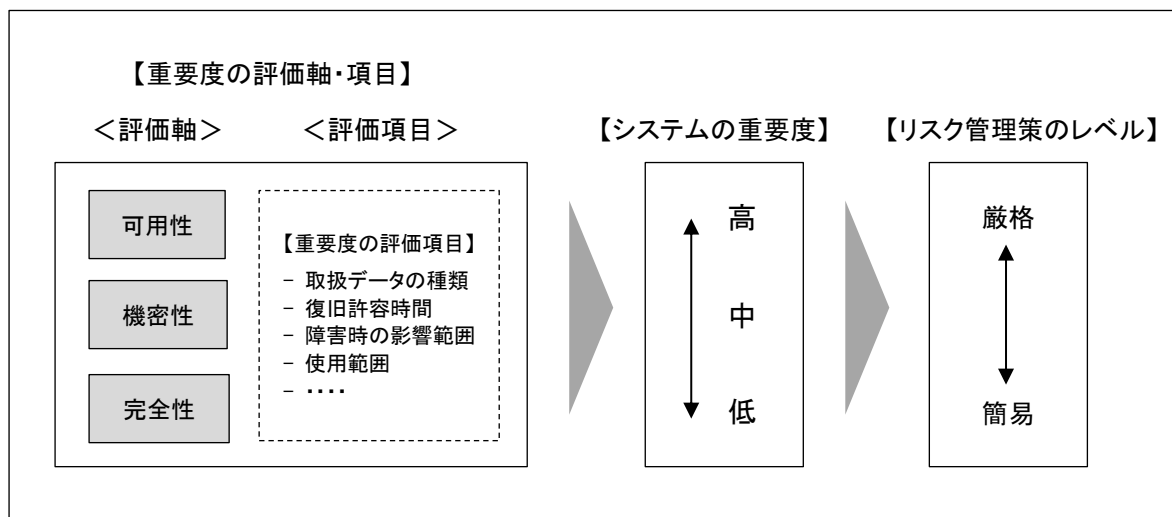 【重要度の評価軸・項目】
＜評価軸＞
＜評価項目＞
可用性
機密性
完全性
【重要度の評価項目】
− 取扱データの種類
− 復旧許容時間
− 障害時の影響範囲
− 使用範囲
− ・・・・
【システムの重要度】
高
中
低
【リスク管理策のレベル】
厳格
簡易